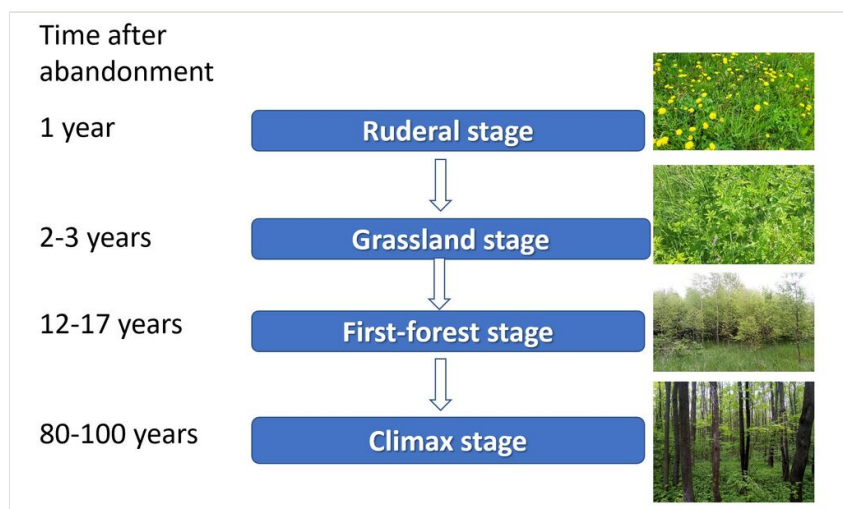 Time after
abandonment
1 year
Ruderal stage
2-3 years
Grassland stage
12-17 years
First-forest stage
80-100 years
Climax stage